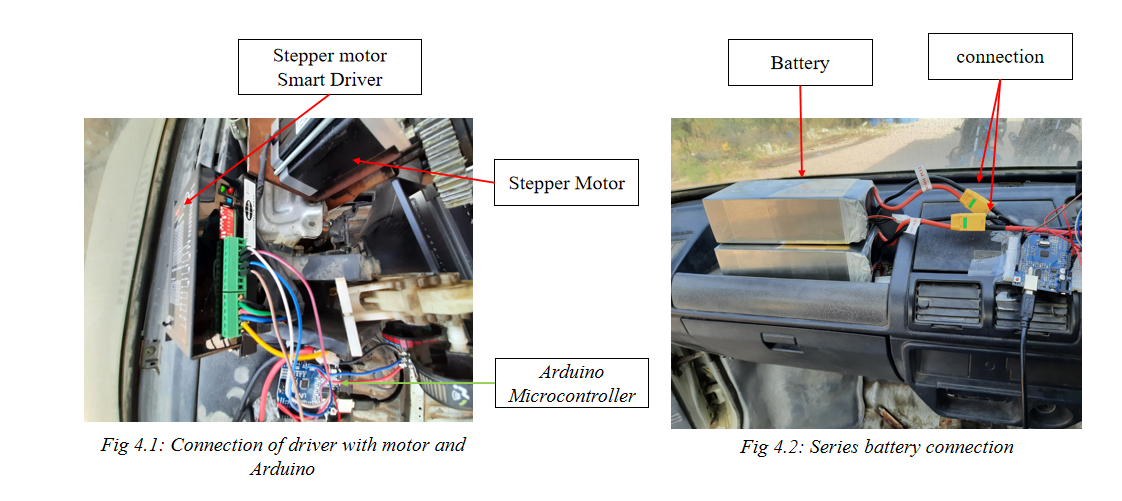 Stepper motor
Smart Driver
Stepper Motor
Arduino
Microcontroller
Fig 4.1: Connection of driver with motor and
Arduino
Battery
connection
Fig 4.2: Series battery connection